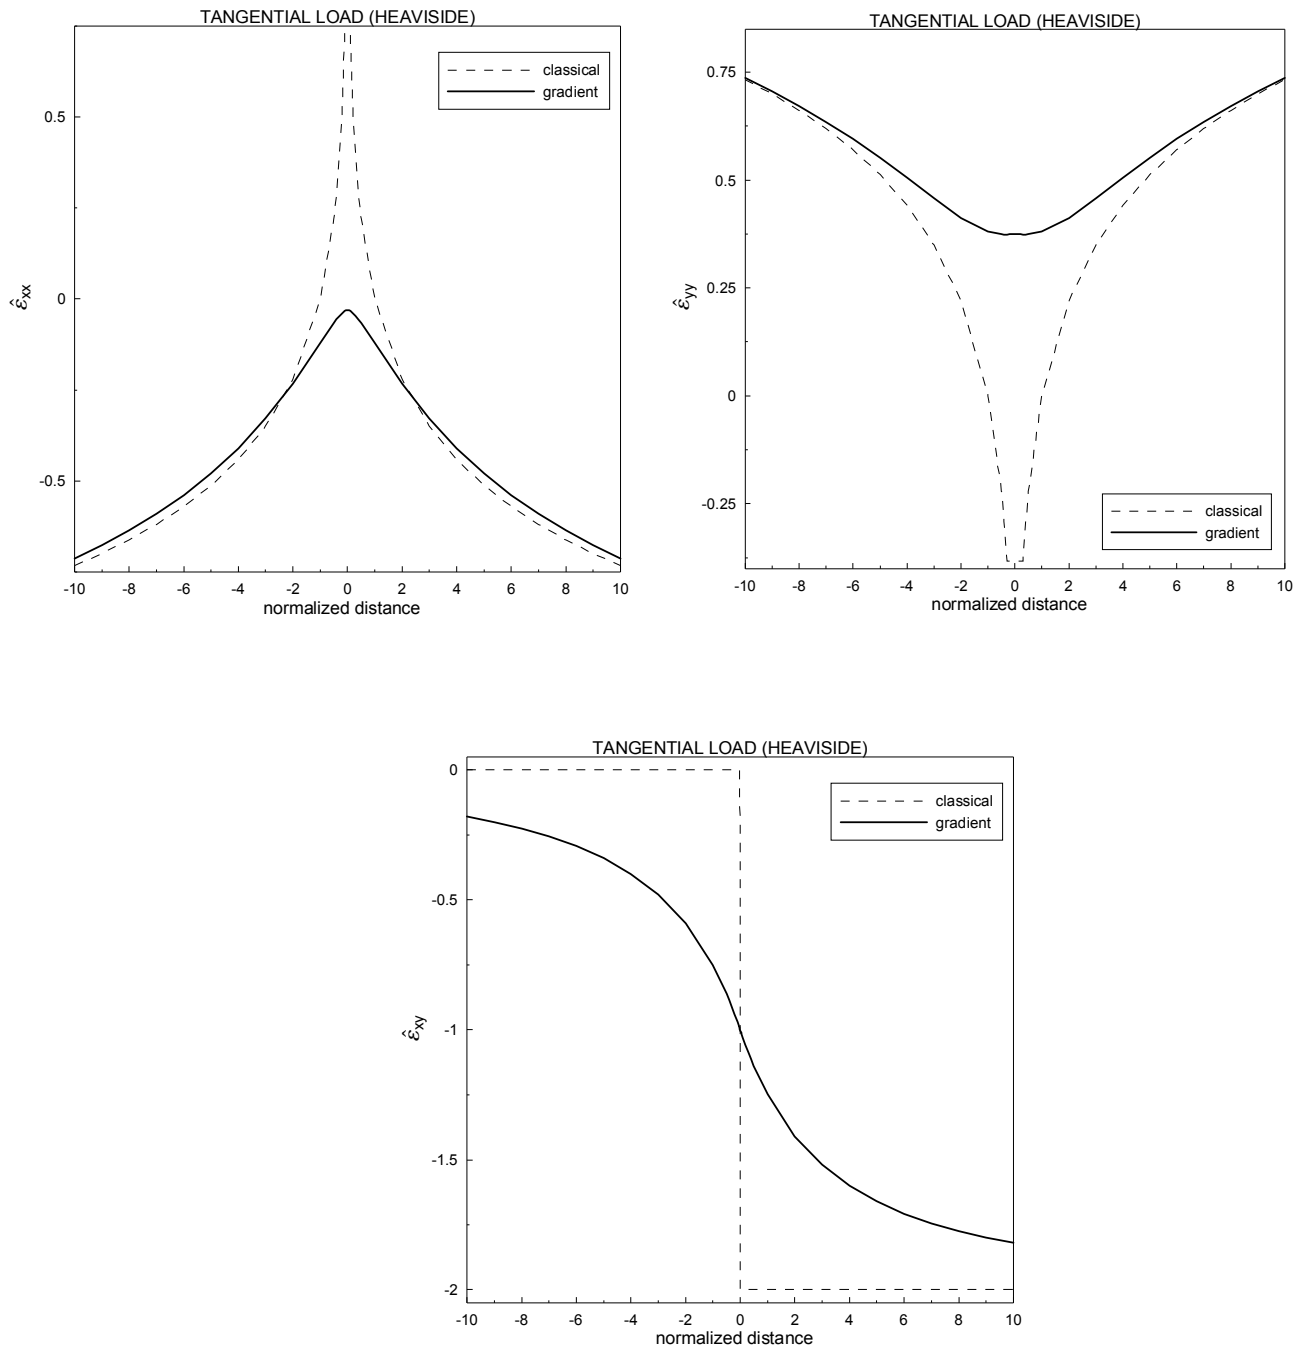 TANGENTIAL LOAD (HEAVISIDE)
classical
gradient
0.5
0
-0.5
ε̂xx
-10 -8 -6 -4 -2 0 2 4 6 8 10
normalized distance
TANGENTIAL LOAD (HEAVISIDE)
0.75
0.5
0.25
0
-0.25
ε̂yy
classical
gradient
-10 -8 -6 -4 -2 0 2 4 6 8 10
normalized distance
TANGENTIAL LOAD (HEAVISIDE)
classical
gradient
0
-0.5
-1
-1.5
-2
ε̂xy
-10 -8 -6 -4 -2 0 2 4 6 8 10
normalized distance